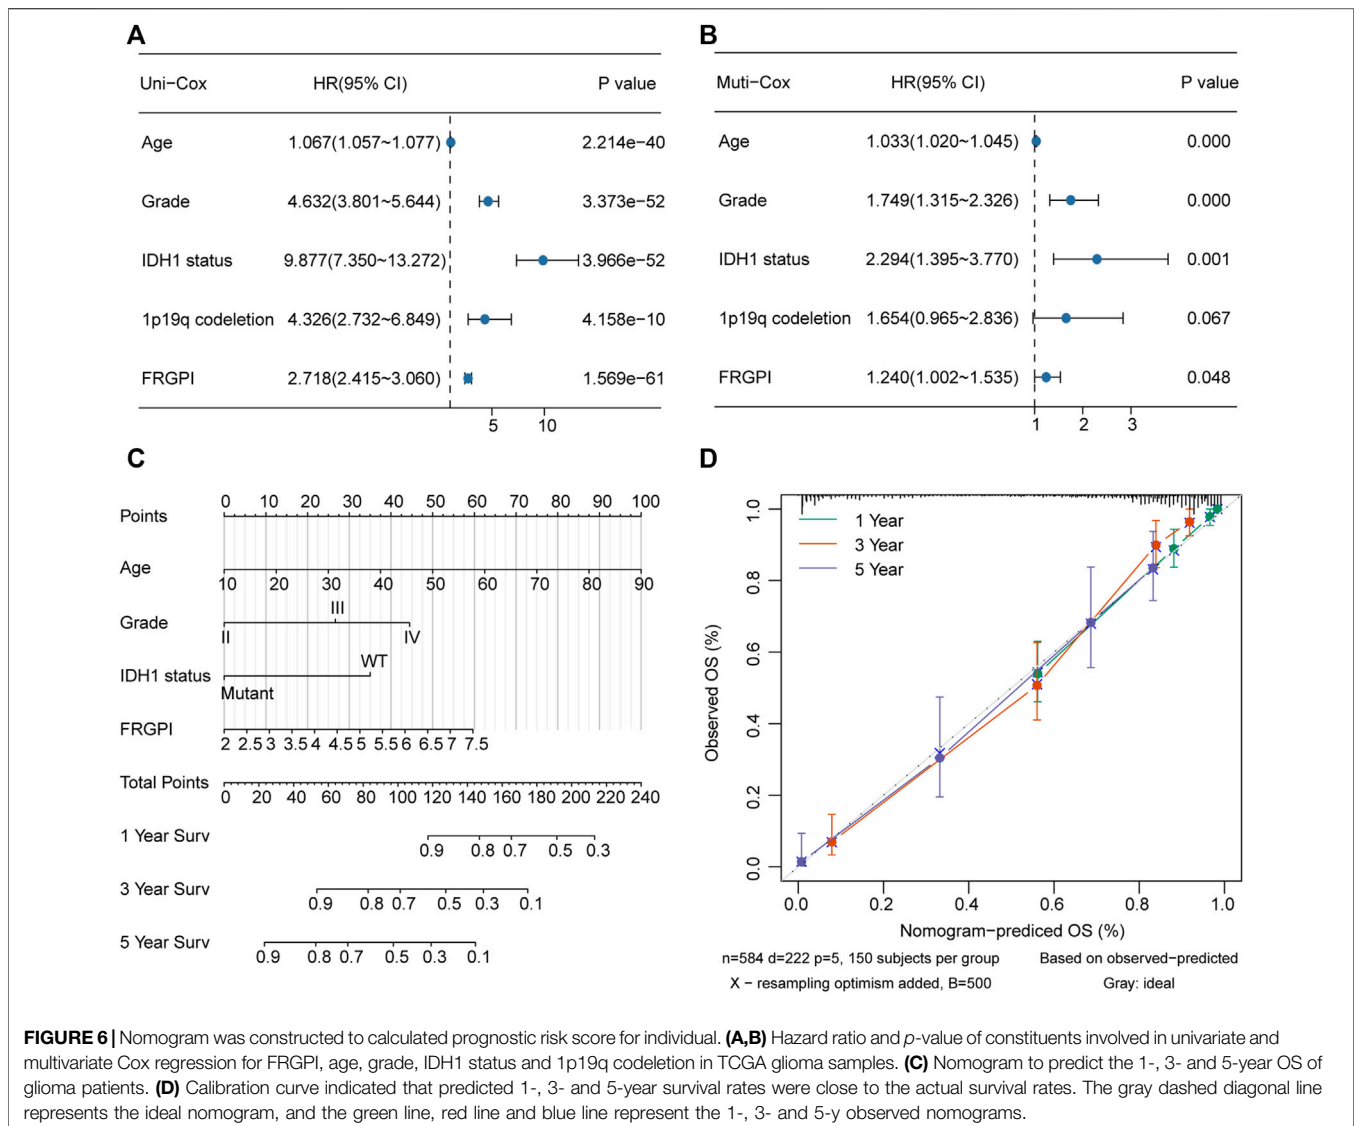 A
Uni−Cox HR(95% CI) P value
Age 1.067(1.057~1.077) 2.214e−40
Grade 4.632(3.801~5.644) 3.373e−52
IDH1 status 9.877(7.350~13.272) 3.966e−52
1p19q codeletion 4.326(2.732~6.849) 4.158e−10
FRGPI 2.718(2.415~3.060) 1.569e−61
5 10
B
Muti−Cox HR(95% CI) P value
Age 1.033(1.020~1.045) 0.000
Grade 1.749(1.315~2.326) 0.000
IDH1 status 2.294(1.395~3.770) 0.001
1p19q codeletion 1.654(0.965~2.836) 0.067
FRGPI 1.240(1.002~1.535) 0.048
1 2 3
C
0 10 20 30 40 50 60 70 80 90 100
Points
Age
10 20 30 40 50 60 70 80 90
III
Grade
II IV
WT
IDH1 status
Mutant
FRGPI
2 2.5 3 3.5 4 4.5 5 5.5 6 6.5 7 7.5
Total Points
0 20 40 60 80 100 120 140 160 180 200 220 240
1 Year Surv
0.9 0.8 0.7 0.5 0.3
3 Year Surv
0.9 0.8 0.7 0.5 0.3 0.1
5 Year Surv
0.9 0.8 0.7 0.5 0.3 0.1
D
1 Year
3 Year
5 Year
Observed OS (%)
1.0
0.8
0.6
0.4
0.2
0.0
0.0 0.2 0.4 0.6 0.8 1.0
Nomogram−prediced OS (%)
n=584 d=222 p=5, 150 subjects per group Based on observed−predicted
X − resampling optimism added, B=500 Gray: ideal
FIGURE 6 | Nomogram was constructed to calculated prognostic risk score for individual. (A,B) Hazard ratio and p-value of constituents involved in univariate and
multivariate Cox regression for FRGPI, age, grade, IDH1 status and 1p19q codeletion in TCGA glioma samples. (C) Nomogram to predict the 1-, 3- and 5-year OS of
glioma patients. (D) Calibration curve indicated that predicted 1-, 3- and 5-year survival rates were close to the actual survival rates. The gray dashed diagonal line
represents the ideal nomogram, and the green line, red line and blue line represent the 1-, 3- and 5-y observed nomograms.